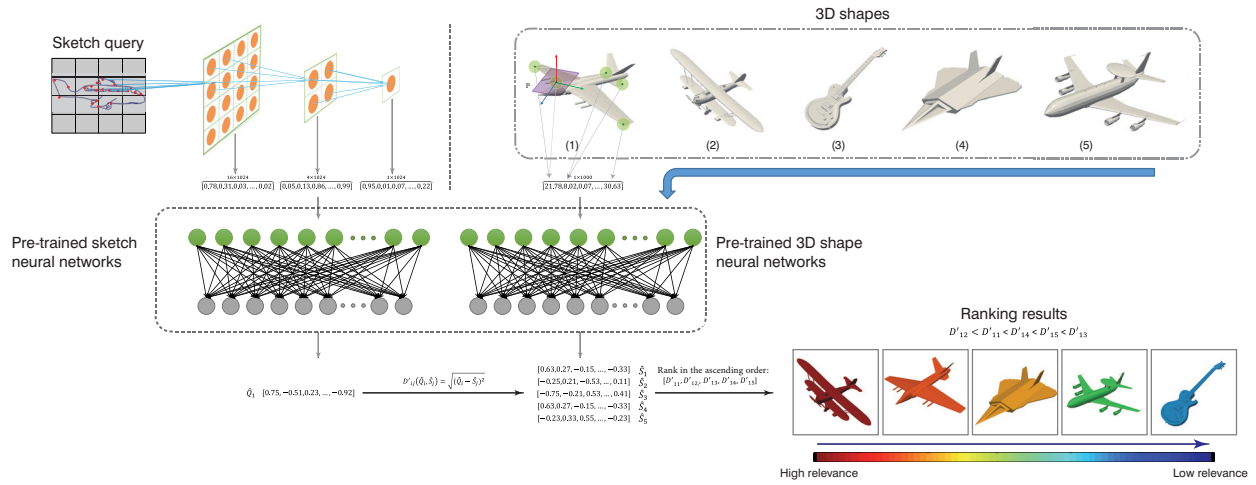 3D shapes
Sketch query
P
(1)
(2)
(3)
(4)
(5)
16×1024
[0,78,0,31,0,03, ..., 0,02]
4×1024
[0,05,0,13,0,86, ..., 0,99]
1×1024
[0,95,0,01,0,07, ..., 0,22]
1×1000
[21,78,8,02,0,07, ..., 30,63]
Pre-trained sketch
neural networks
Pre-trained 3D shape
neural networks
Ranking results
D′₁₂ < D′₁₁ < D′₁₄ < D′₁₅ < D′₁₃
Q̂₁ [0.75, −0.51,0.23, ..., −0.92]
D′₁ⱼ(Q̂ᵢ,Ŝⱼ) = √(Q̂ᵢ − Ŝⱼ)²
[0.63,0.27, −0.15, ..., −0.33] Ŝ₁
[−0.25,0.21, −0.53, ..., 0.11] Ŝ₂
[−0.75, −0.21, 0.53, ..., 0.41] Ŝ₃
[0.63,0.27, −0.15, ..., −0.33] Ŝ₄
[−0.23,0.33, 0.55, ..., −0.23] Ŝ₅
Rank in the ascending order:
[D′₁₁, D′₁₂, D′₁₃, D′₁₄, D′₁₅]
High relevance
Low relevance